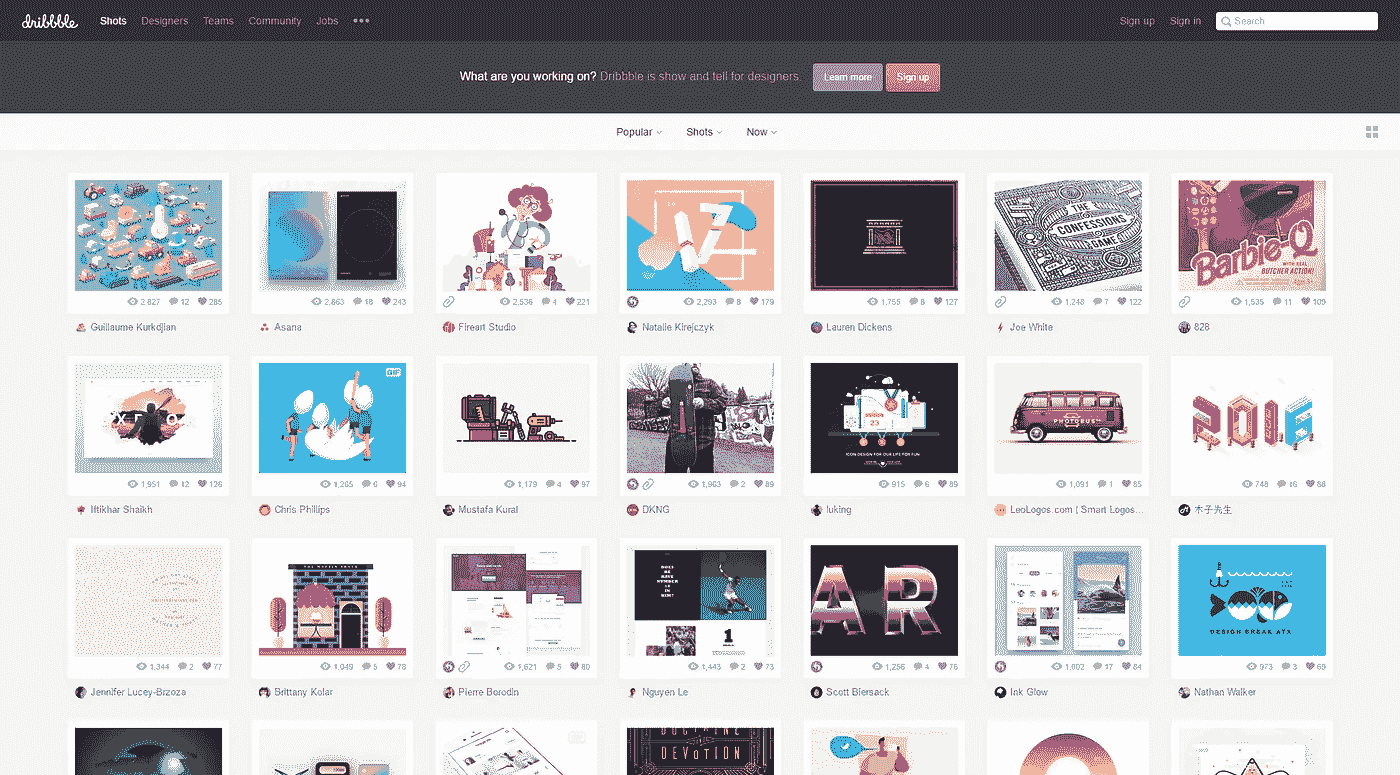 dribbble Shots Designers Teams Community Jobs ••• Sign up Sign in Search
What are you working on? Dribbble is show and tell for designers. Learn more Sign up
Popular Shots Now
THE CONFESSIONS GAME
Barbie-Q
WITH REAL
BUTCHER ACTION!
2,827 12 285
2,863 18 243
2,536 4 221
2,293 8 179
1,755 8 127
1,248 7 122
1,535 11 109
Guillaume Kurkdjian
Asana
Fireart Studio
Natalie Kirejczyk
Lauren Dickens
Joe White
828
GIF
23
ICON DESIGN FOR OUR LIFE FOR FUN
PHOTOBUS
1,951 12 126
1,265 6 94
1,179 4 97
1,963 2 89
915 6 89
1,091 1 85
748 16 88
Iftikhar Shaikh
Chris Phillips
Mustafa Kural
DKNG
luking
LeoLogos.com | Smart Logos…
木子先生
DOES
HE HAVE
NUMBER
1
AR
DESIGN BREAK ATX
1,344 2 77
1,049 5 78
1,621 5 80
1,443 2 73
1,256 4 76
1,002 17 84
973 3 69
Jennifer Lucey-Brzoza
Brittany Kolar
Pierre Borodin
Nguyen Le
Scott Biersack
Ink Glow
Nathan Walker
DOCTRINE
DEVOTION